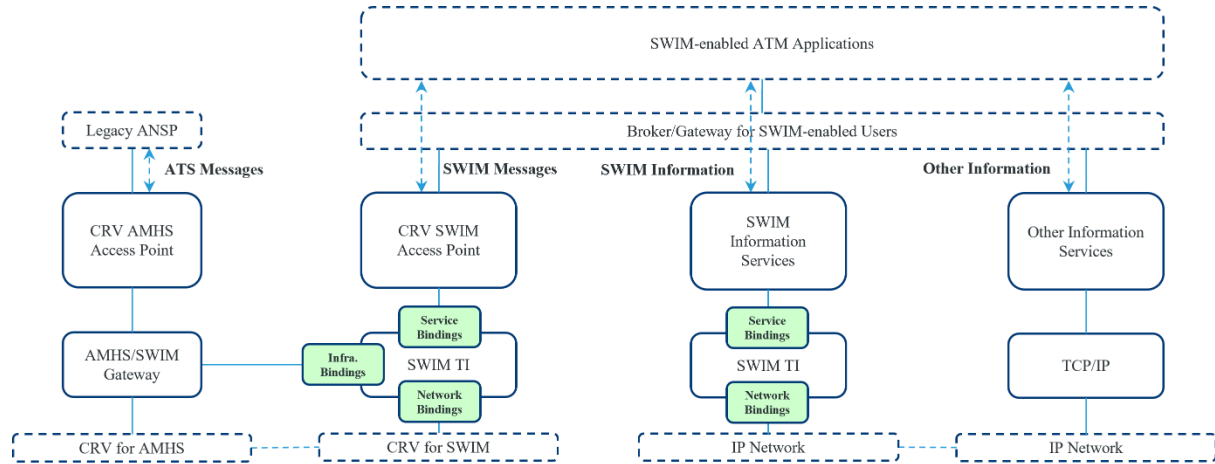 SWIM-enabled ATM Applications
Legacy ANSP
Broker/Gateway for SWIM-enabled Users
ATS Messages
SWIM Messages
SWIM Information
Other Information
CRV AMHS
Access Point
CRV SWIM
Access Point
SWIM
Information
Services
Other Information
Services
Service
Bindings
Service
Bindings
AMHS/SWIM
Gateway
Infra.
Bindings
SWIM TI
SWIM TI
TCP/IP
Network
Bindings
Network
Bindings
CRV for AMHS
CRV for SWIM
IP Network
IP Network